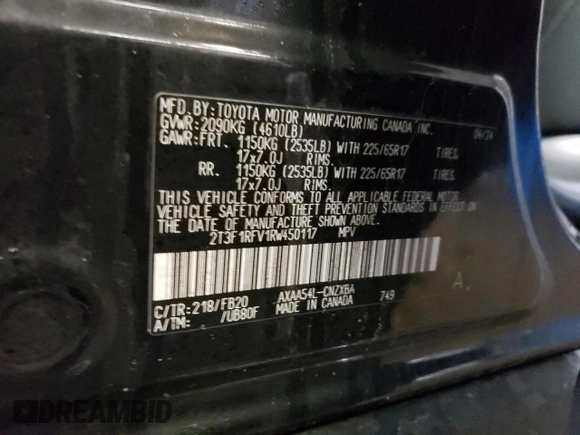 MFD.BY:TOYOTA MOTOR MANUFACTURING CANADA INC. 04/24
GVWR:2090KG (4610LB)
GAWR:FRT. 1150KG (2535LB) WITH 225/65R17 TIRES.
17x7.0J RIMS.
RR. 1150KG (2535LB) WITH 225/65R17 TIRES.
17x7.0J RIMS.
THIS VEHICLE CONFORMS TO ALL APPLICABLE FEDERAL MOTOR
VEHICLE SAFETY AND THEFT PREVENTION STANDARDS IN EFFECT ON
THE DATE OF MANUFACTURE SHOWN ABOVE.
2T3F1RFV1RW450117 MPV
C/TR:218/FB20 AXAA54L-CNZXBA 749
A/TM: /UB80F MADE IN CANADA
A.
DREAMBID